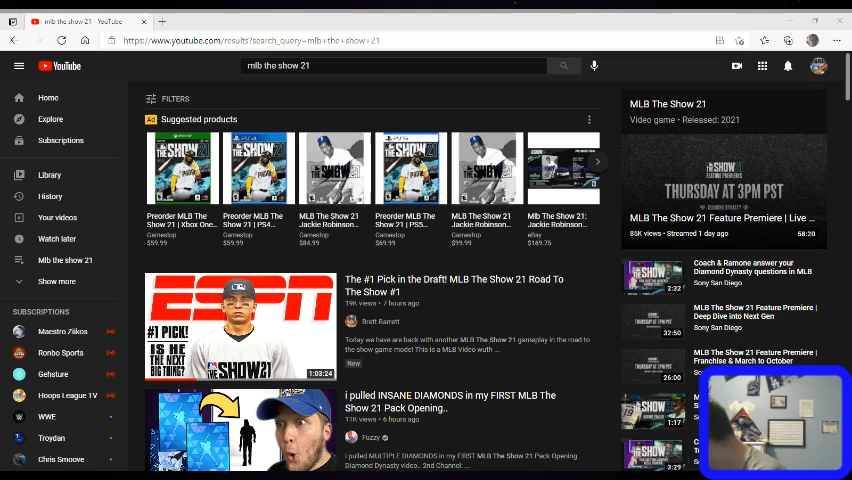 mlb the show 21 - YouTube
https://www.youtube.com/results?search_query=mlb+the+show+21
YouTube
mlb the show 21
Home
Explore
Subscriptions
Library
History
Your videos
Watch later
Mlb the show 21
Show more
SUBSCRIPTIONS
Maestro Ziikos
Ronbo Sports
Gehsture
Hoops League TV
WWE
Troydan
Chris Smoove
FILTERS
Ad Suggested products
Preorder MLB The Show 21 | Xbox One...
Gamestop
$59.99
Preorder MLB The Show 21 | PS4...
Gamestop
$59.99
MLB The Show 21 Jackie Robinson...
Gamestop
$84.99
Preorder MLB The Show 21 | PS5...
Gamestop
$69.99
MLB The Show 21 Jackie Robinson...
Gamestop
$99.99
Mlb The Show 21: Jackie Robinson...
eBay
$169.75
ESPN
#1 PICK!
IS HE
THE NEXT
BIG THING?
THE SHOW 21
1:03:24
The #1 Pick in the Draft! MLB The Show 21 Road To
The Show #1
19K views • 7 hours ago
Brett Barrett
Today we are back with another MLB The Show 21 gameplay in the road to
the show game mode! This is a MLB Video wuth ...
New
i pulled INSANE DIAMONDS in my FIRST MLB The
Show 21 Pack Opening..
11K views • 6 hours ago
Fuzzy
i pulled MULTIPLE DIAMONDS in my FIRST MLB The Show 21 Pack Opening
Diamond Dynasty video.. 2nd Channel: ...
MLB The Show 21
Video game • Released: 2021
THE SHOW 21
FEATURE PREMIERES
THURSDAY AT 3PM PST
MLB The Show 21 Feature Premiere | Live ...
85K views • Streamed 1 day ago
58:20
2:32
Coach & Ramone answer your
Diamond Dynasty questions in MLB
Sony San Diego
32:50
MLB The Show 21 Feature Premiere |
Deep Dive into Next Gen
Sony San Diego
26:00
MLB The Show 21 Feature Premiere |
Franchise & March to October
1:17
3:29